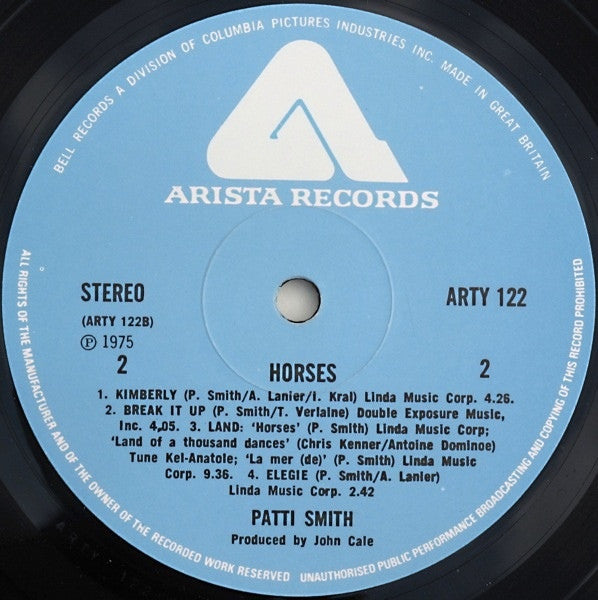 BELL RECORDS A DIVISION OF COLUMBIA PICTURES INDUSTRIES INC. MADE IN GREAT BRITAIN
ARISTA RECORDS
STEREO
ARTY 122
(ARTY 122B)
℗ 1975
2
HORSES
2
1. KIMBERLY (P. Smith/A. Lanier/I. Kral) Linda Music Corp. 4.26.
2. BREAK IT UP (P. Smith/T. Verlaine) Double Exposure Music,
Inc. 4.05. 3. LAND: 'Horses' (P. Smith) Linda Music Corp;
'Land of a thousand dances' (Chris Kenner/Antoine Dominoe)
Tune Kel-Anatole; 'La mer (de)' (P. Smith) Linda Music
Corp. 9.36. 4. ELEGIE (P. Smith/A. Lanier)
Linda Music Corp. 2.42
PATTI SMITH
Produced by John Cale
ALL RIGHTS OF THE MANUFACTURER AND OF THE OWNER OF THE RECORDED WORK RESERVED UNAUTHORISED PUBLIC PERFORMANCE BROADCASTING AND COPYING OF THIS RECORD PROHIBITED